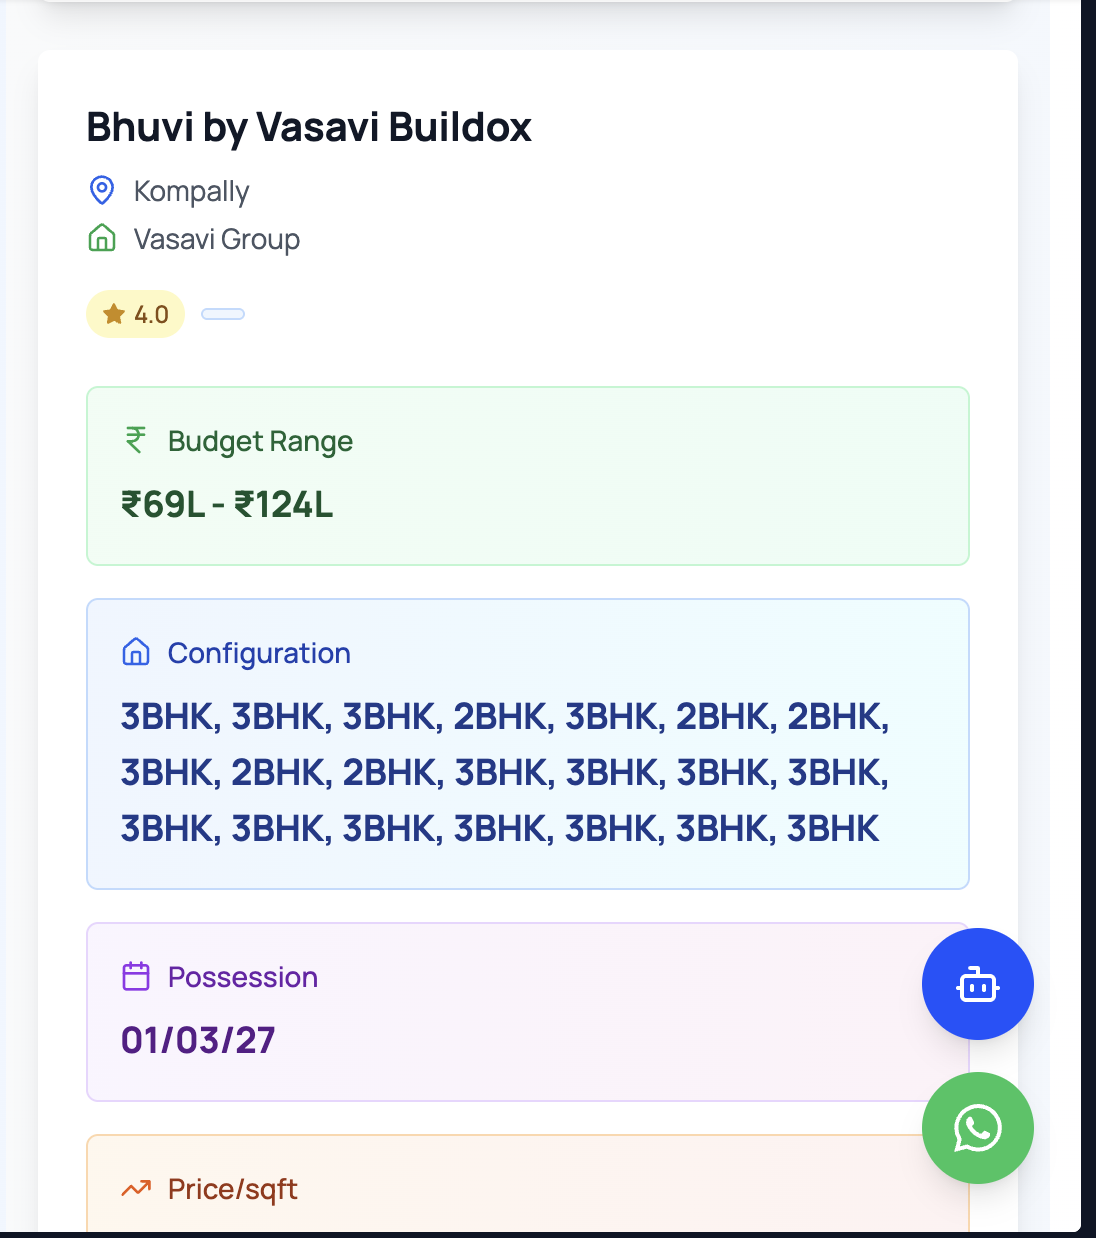 Bhuvi by Vasavi Buildox
Kompally
Vasavi Group
4.0
Budget Range
₹69L - ₹124L
Configuration
3BHK, 3BHK, 3BHK, 2BHK, 3BHK, 2BHK, 2BHK,
3BHK, 2BHK, 2BHK, 3BHK, 3BHK, 3BHK, 3BHK,
3BHK, 3BHK, 3BHK, 3BHK, 3BHK, 3BHK, 3BHK
Possession
01/03/27
Price/sqft